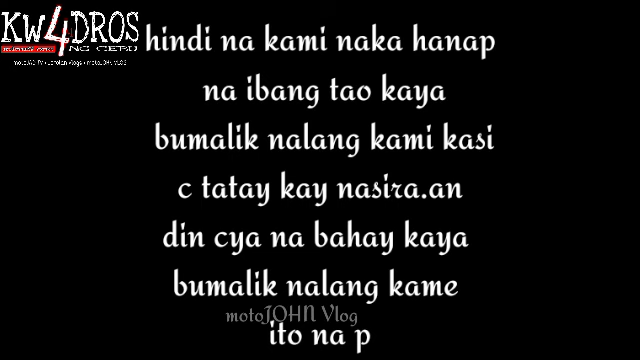 KW4DROS
NG CEBU
hindi na kami naka hanap
na ibang tao kaya
bumalik nalang kami kasi
c tatay kay nasira.an
din cya na bahay kaya
bumalik nalang kame
motoJOHN Vlog
ito na p